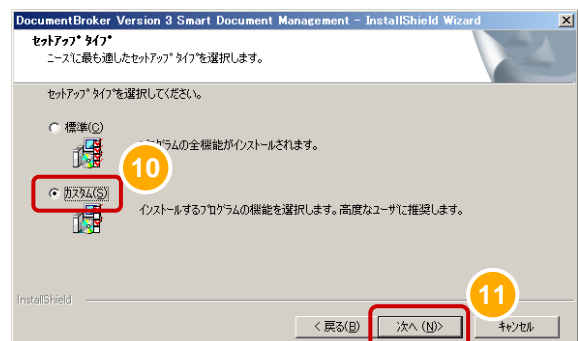 DocumentBroker Version 3 Smart Document Management - InstallShield Wizard
セットアップ タイプ
ニーズに最も適したセットアップ タイプを選択します。
セットアップ タイプを選択してください。
標準(C)
プログラムの全機能がインストールされます。
10
カスタム(S)
インストールするプログラムの機能を選択します。高度なユーザに推奨します。
11
InstallShield
< 戻る(B)
次へ (N)>
キャンセル